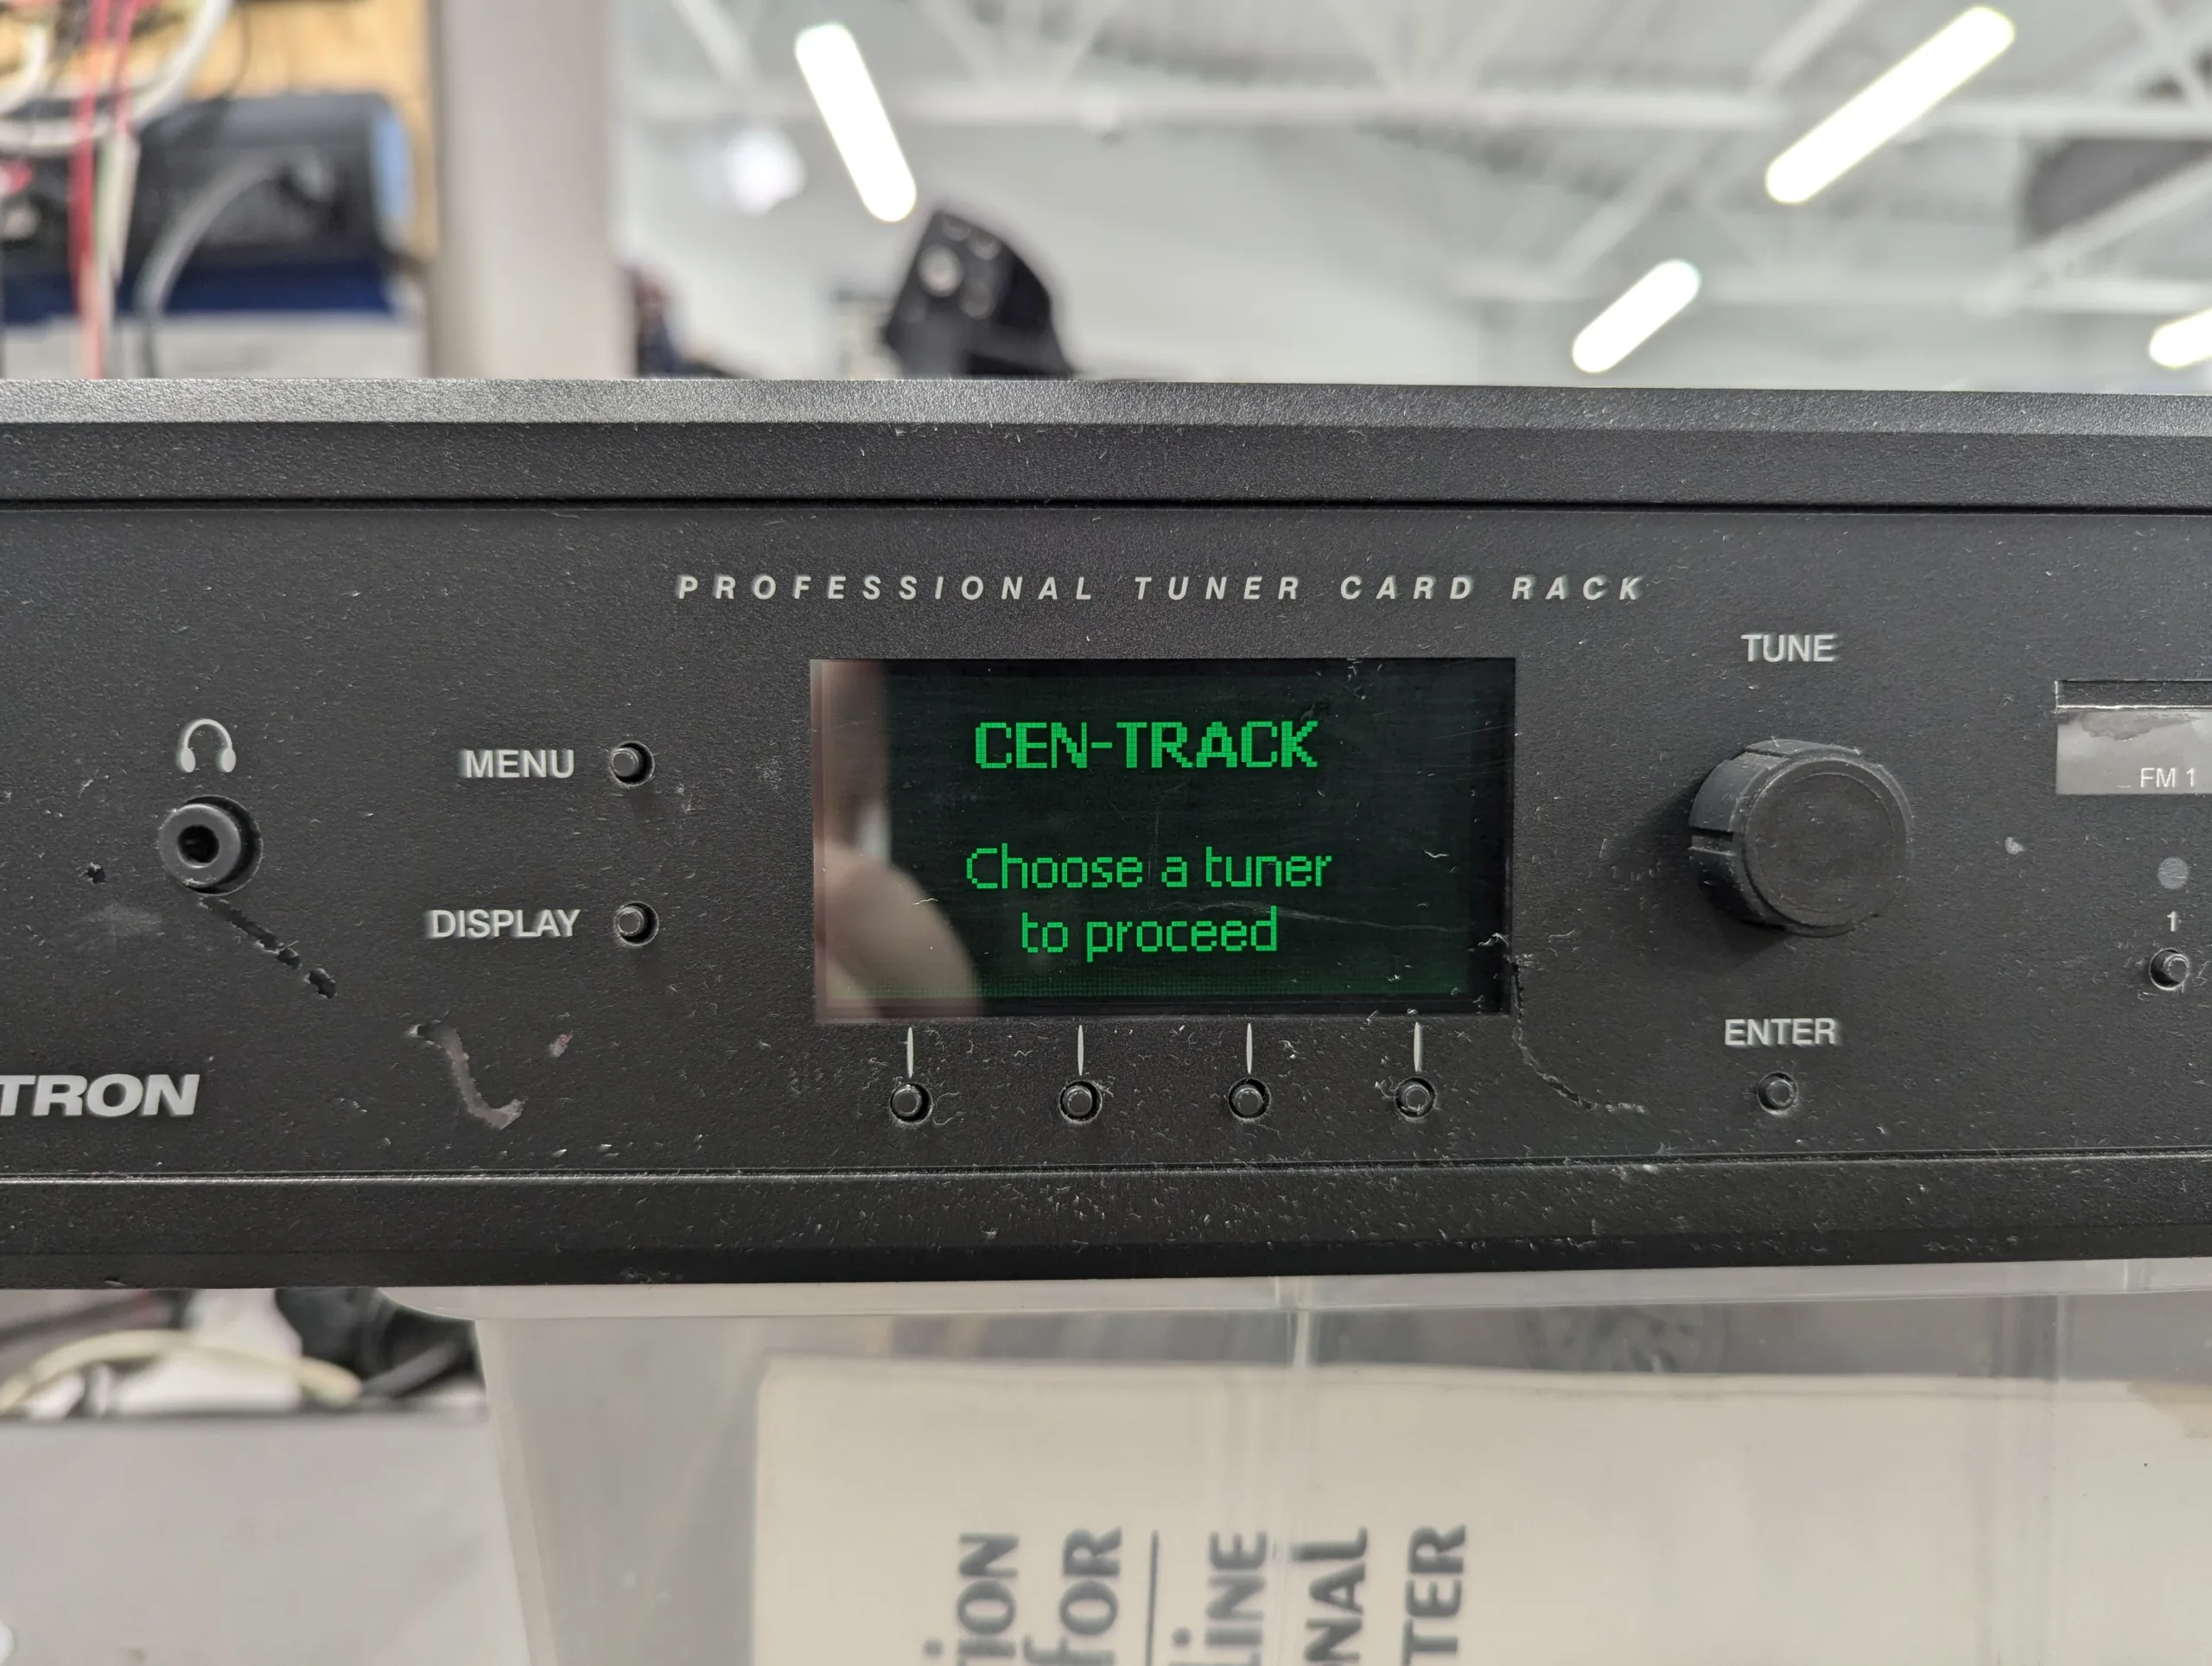 PROFESSIONAL TUNER CARD RACK
TUNE
MENU
DISPLAY
CEN-TRACK
Choose a tuner
to proceed
FM 1
1
ENTER
TRON
iON
fOR
LiNE
NAL
TER